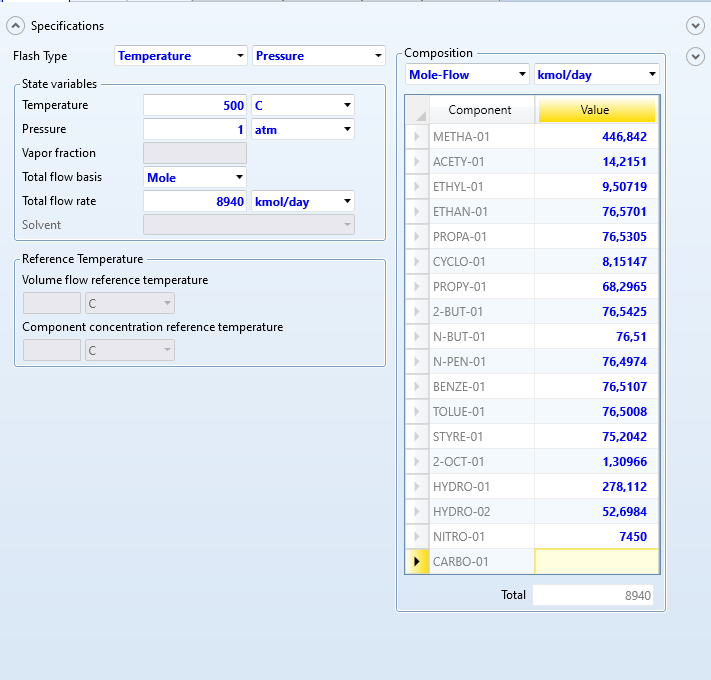 Specifications
Flash Type Temperature Pressure
State variables
Temperature 500 C
Pressure 1 atm
Vapor fraction
Total flow basis Mole
Total flow rate 8940 kmol/day
Solvent
Reference Temperature
Volume flow reference temperature
C
Component concentration reference temperature
C
Composition
Mole-Flow kmol/day
Component Value
METHA-01 446,842
ACETY-01 14,2151
ETHYL-01 9,50719
ETHAN-01 76,5701
PROPA-01 76,5305
CYCLO-01 8,15147
PROPY-01 68,2965
2-BUT-01 76,5425
N-BUT-01 76,51
N-PEN-01 76,4974
BENZE-01 76,5107
TOLUE-01 76,5008
STYRE-01 75,2042
2-OCT-01 1,30966
HYDRO-01 278,112
HYDRO-02 52,6984
NITRO-01 7450
CARBO-01
Total 8940